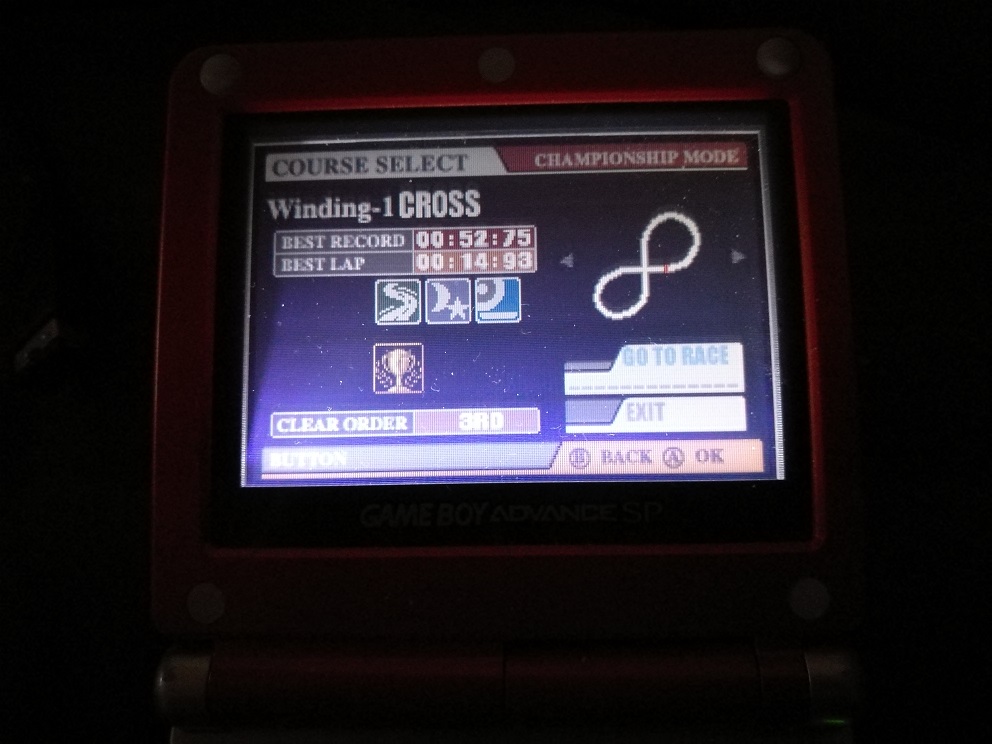 COURSE SELECT
CHAMPIONSHIP MODE
Winding-1 CROSS
BEST RECORD 00:52:75
BEST LAP 00:14:93
GO TO RACE
EXIT
CLEAR ORDER 3RD
BUTTON
B BACK A OK
GAME BOY ADVANCE SP